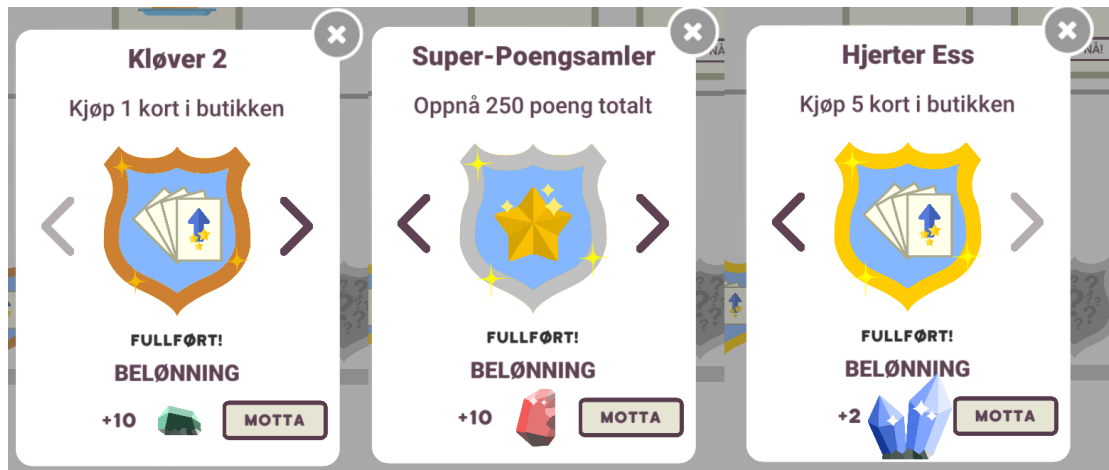 Kløver 2
Kjøp 1 kort i butikken
FULLFØRT!
BELØNNING
+10
MOTTA
Super-Poengsamler
Oppnå 250 poeng totalt
FULLFØRT!
BELØNNING
+10
MOTTA
Hjerter Ess
Kjøp 5 kort i butikken
FULLFØRT!
BELØNNING
+2
MOTTA